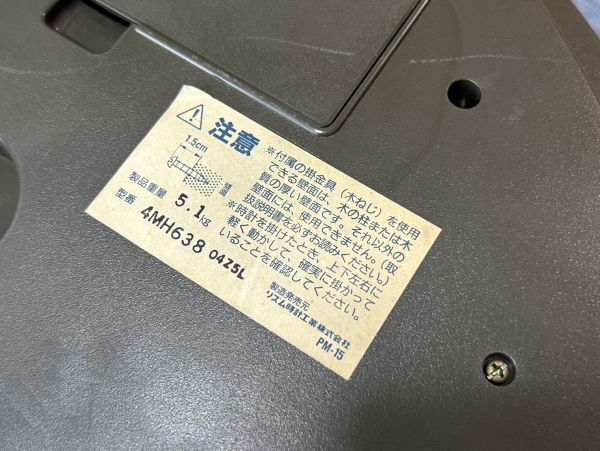 注意
※付属の掛金具(木ねじ)を使用
できる壁面は、木の柱または木
質の厚い壁面です。それ以外の
壁面には、使用できません。(取
扱説明書を必ずお読みください。)
※時計を掛けたとき、上下左右に
軽く動かして、確実に掛かって
いることを確認してください。
1.5cm
製品重量 5.1kg
型番 4MH638 04Z5L
製造発売元
リズム時計工業株式会社
PM-15